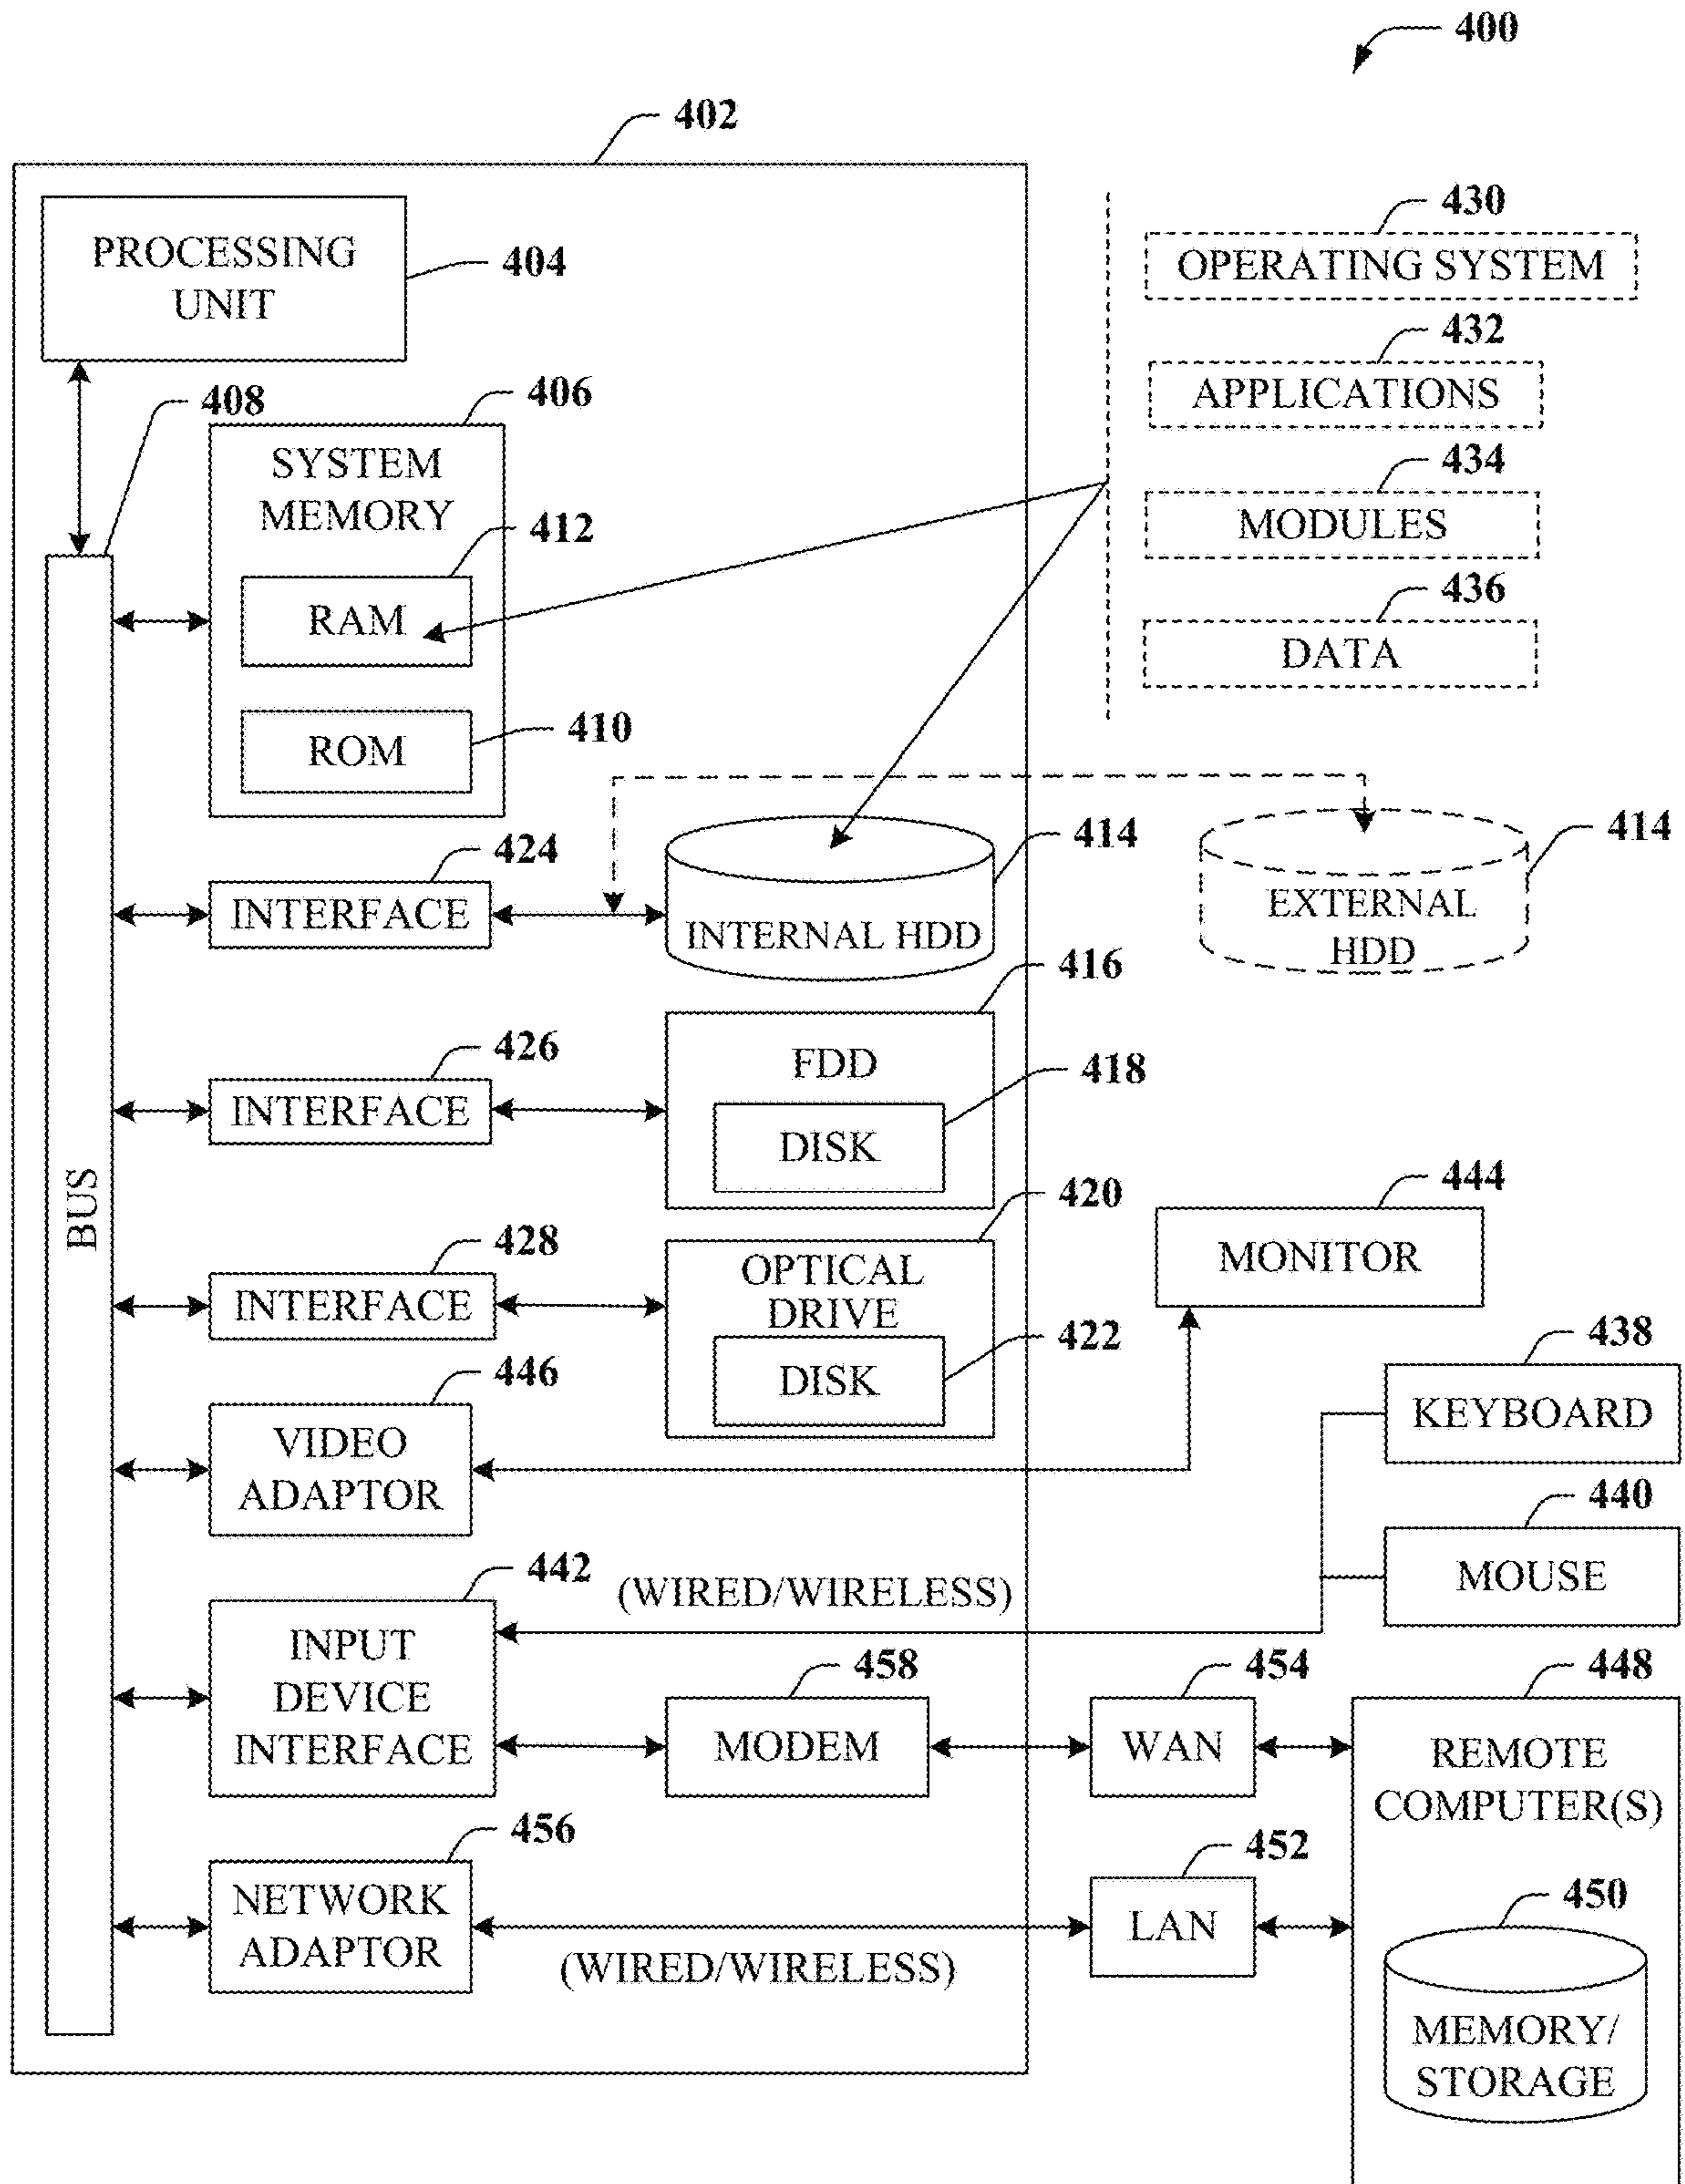 400
402
PROCESSING
UNIT
404
430
OPERATING SYSTEM
432
APPLICATIONS
434
MODULES
436
DATA
408
406
SYSTEM
MEMORY
412
RAM
410
ROM
424
INTERFACE
414
INTERNAL HDD
414
EXTERNAL
HDD
416
FDD
426
INTERFACE
418
DISK
BUS
420
OPTICAL
DRIVE
428
INTERFACE
422
DISK
444
MONITOR
438
KEYBOARD
446
VIDEO
ADAPTOR
440
MOUSE
442
(WIRED/WIRELESS)
INPUT
DEVICE
INTERFACE
458
MODEM
454
WAN
448
REMOTE
COMPUTER(S)
456
NETWORK
ADAPTOR
(WIRED/WIRELESS)
452
LAN
450
MEMORY/
STORAGE